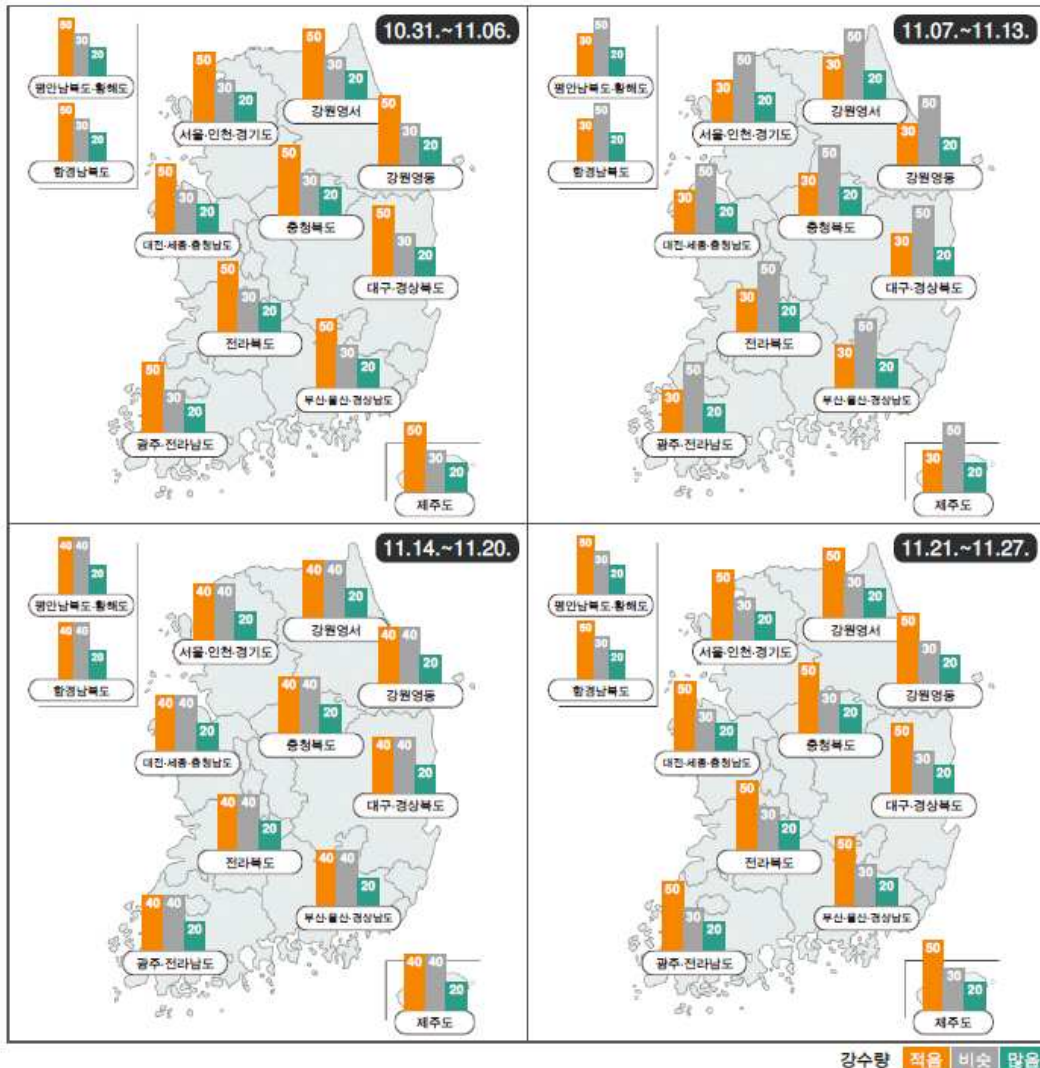 10.31.~11.06.
50 30 20
평안남북도·황해도
50 30 20
함경남북도
50 30 20
서울·인천·경기도
50 30 20
강원영서
50 30 20
강원영동
50 30 20
대전·세종·충청남도
50 30 20
충청북도
50 30 20
대구·경상북도
50 30 20
전라북도
50 30 20
부산·울산·경상남도
50 30 20
광주·전라남도
50 30 20
제주도
11.07.~11.13.
30 50 20
평안남북도·황해도
30 50 20
함경남북도
30 50 20
서울·인천·경기도
30 50 20
강원영서
30 50 20
강원영동
30 50 20
대전·세종·충청남도
30 50 20
충청북도
30 50 20
대구·경상북도
30 50 20
전라북도
30 50 20
부산·울산·경상남도
30 50 20
광주·전라남도
30 50 20
제주도
11.14.~11.20.
40 40 20
평안남북도·황해도
40 40 20
함경남북도
40 40 20
서울·인천·경기도
40 40 20
강원영서
40 40 20
강원영동
40 40 20
대전·세종·충청남도
40 40 20
충청북도
40 40 20
대구·경상북도
40 40 20
전라북도
40 40 20
부산·울산·경상남도
40 40 20
광주·전라남도
40 40 20
제주도
11.21.~11.27.
50 30 20
평안남북도·황해도
50 30 20
함경남북도
50 30 20
서울·인천·경기도
50 30 20
강원영서
50 30 20
강원영동
50 30 20
대전·세종·충청남도
50 30 20
충청북도
50 30 20
대구·경상북도
50 30 20
전라북도
50 30 20
부산·울산·경상남도
50 30 20
광주·전라남도
50 30 20
제주도
강수량 적음 비슷 많음